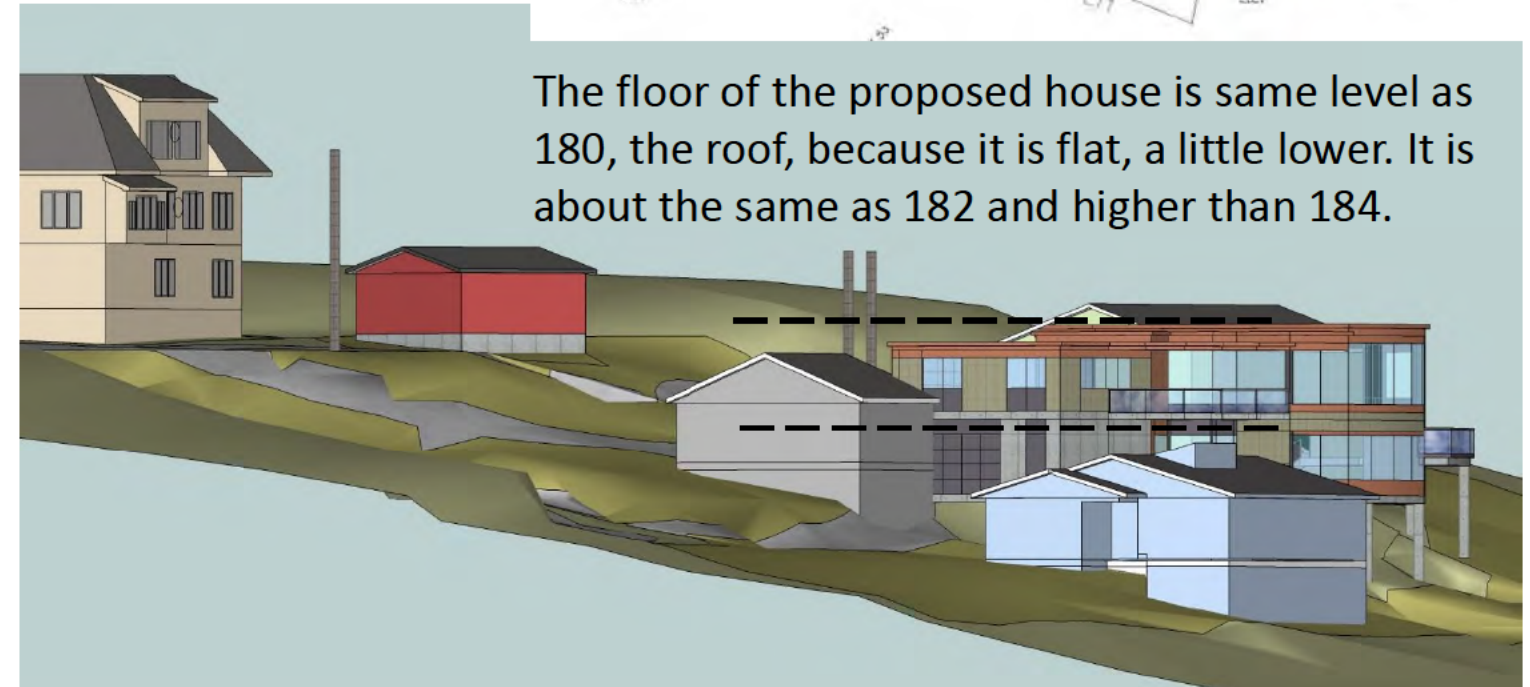 The floor of the proposed house is same level as
180, the roof, because it is flat, a little lower. It is
about the same as 182 and higher than 184.